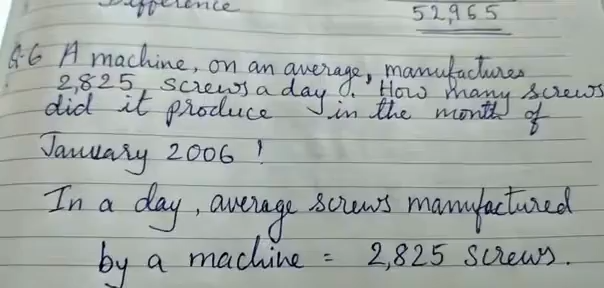 Difference 52,965
Q.6 A machine, on an average, manufactures
2,825 screws a day. How many screws
did it produce in the month of
January 2006 !
In a day, average screws manufactured
by a machine = 2,825 screws.